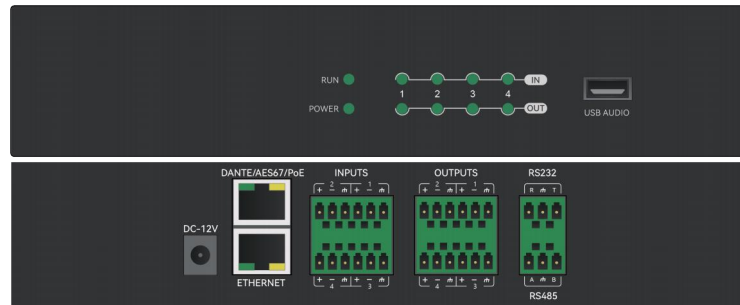 RUN
IN
1 2 3 4
POWER
OUT
USB AUDIO
DANTE/AES67/PoE
INPUTS
OUTPUTS
RS232
+ 2 − + 1 −
+ 2 − + 1 −
R T
DC-12V
ETHERNET
+ − + −
4 3
+ − + −
4 3
A B
RS485